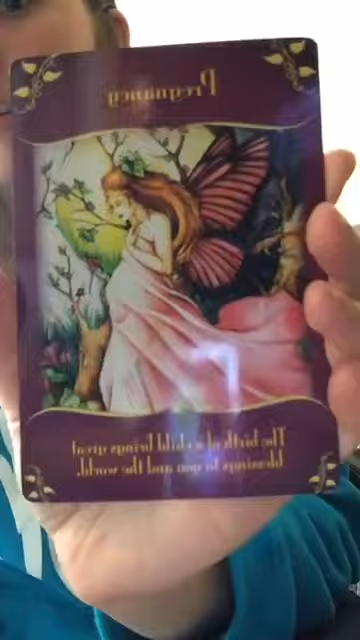 Pregnancy
The birth of a child brings great
blessings to you and the world.